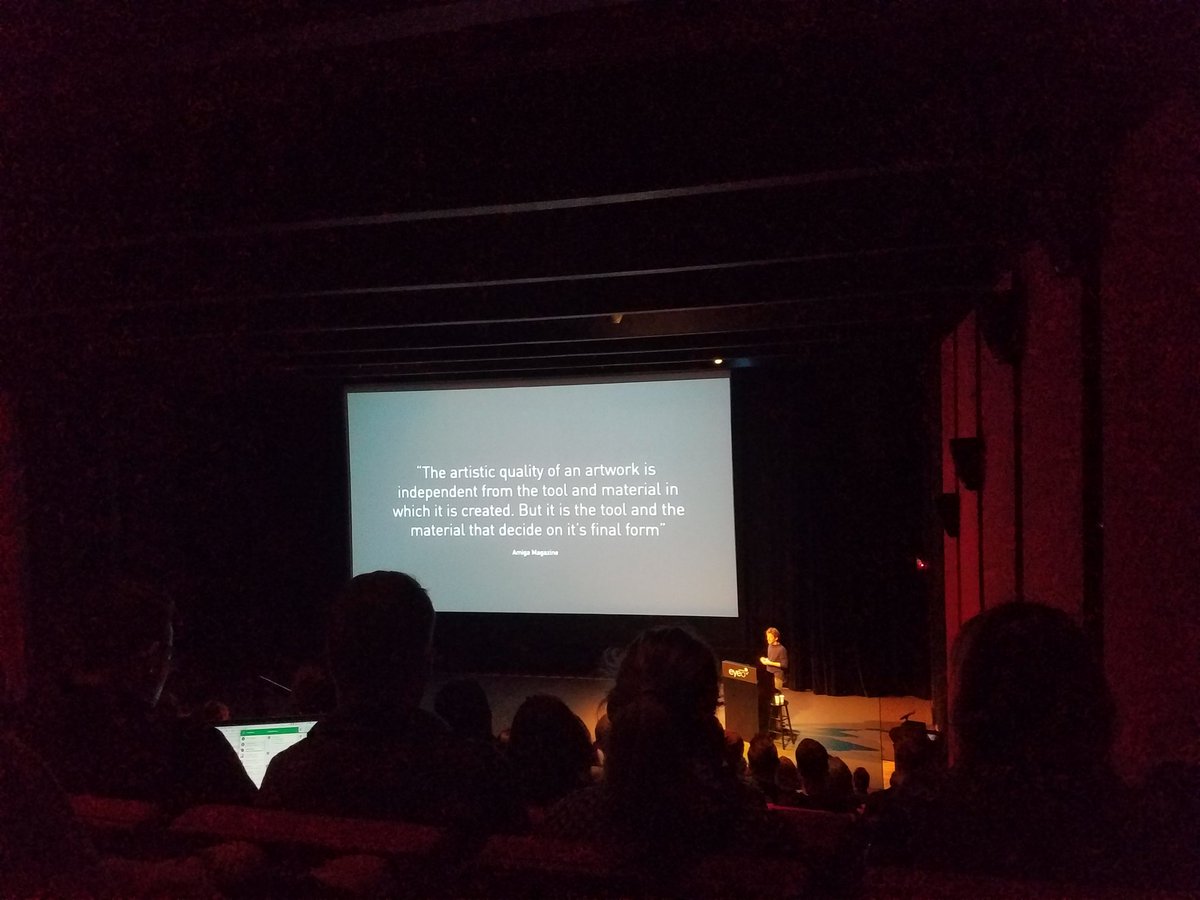 “The artistic quality of an artwork is
independent from the tool and material in
which it is created. But it is the tool and the
material that decide on it’s final form”
Amiga Magazine
eyeo